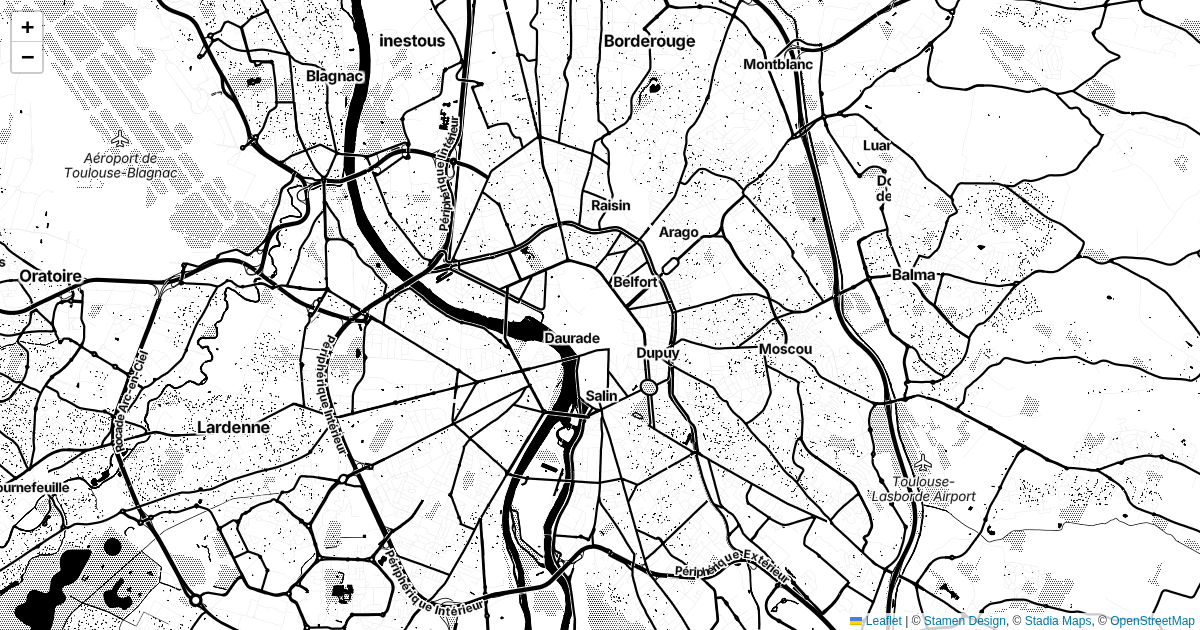 +
−
inestous
Borderouge
Montblanc
Blagnac
Aéroport de
Toulouse-Blagnac
Périphérique Intérieur
Luar
de
Raisin
Arago
Oratoire
Belfort
Balma
Daurade
Dupuy
Moscou
Salin
Rocade Arc-en-Ciel
Périphérique Intérieur
Lardenne
Toulouse-
Lasborde Airport
ournefeuille
Périphérique Intérieur
Périphérique Extérieur
Leaflet | © Stamen Design, © Stadia Maps, © OpenStreetMap